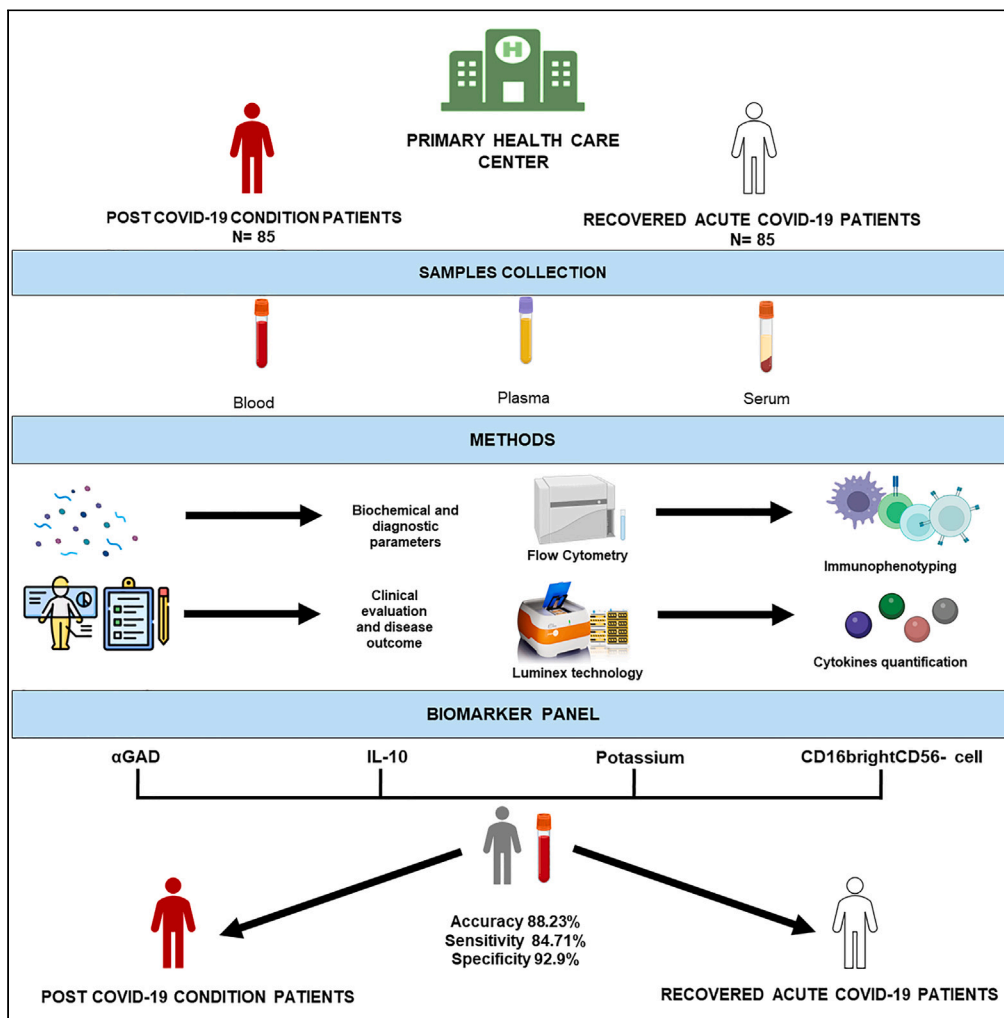 H
PRIMARY HEALTH CARE
CENTER
POST COVID-19 CONDITION PATIENTS
N= 85
RECOVERED ACUTE COVID-19 PATIENTS
N= 85
SAMPLES COLLECTION
Blood
Plasma
Serum
METHODS
Biochemical and
diagnostic
parameters
Flow Cytometry
Immunophenotyping
Clinical
evaluation
and disease
outcome
Luminex technology
Cytokines quantification
BIOMARKER PANEL
αGAD
IL-10
Potassium
CD16brightCD56- cell
Accuracy 88.23%
Sensitivity 84.71%
Specificity 92.9%
POST COVID-19 CONDITION PATIENTS
RECOVERED ACUTE COVID-19 PATIENTS